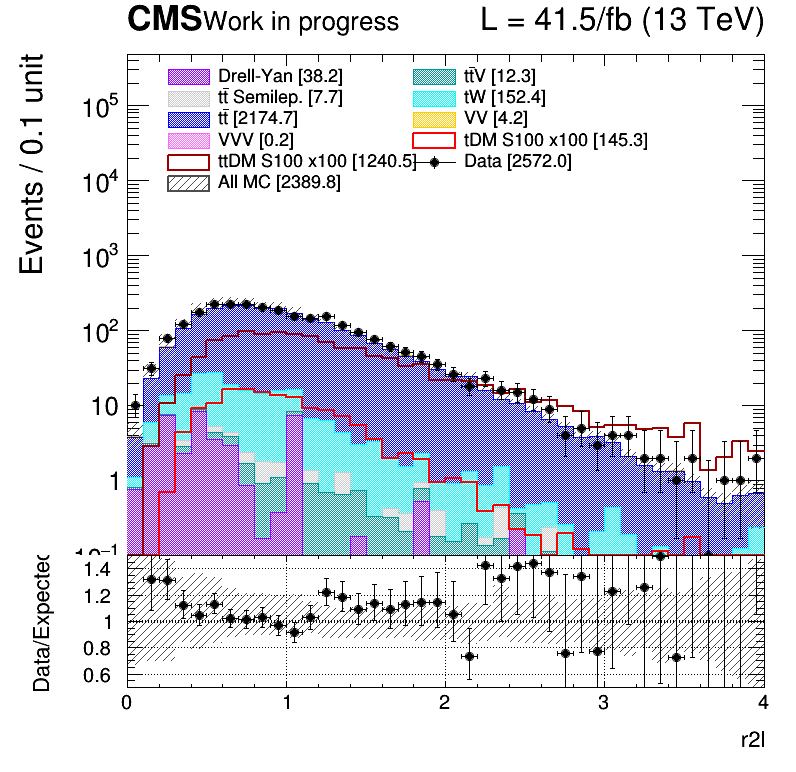 CMS Work in progress L = 41.5/fb (13 TeV)
Events / 0.1 unit
Drell-Yan [38.2] tt̄V [12.3]
tt̄ Semilep. [7.7] tW [152.4]
tt̄ [2174.7] VV [4.2]
VVV [0.2] tDM S100 x100 [145.3]
ttDM S100 x100 [1240.5] Data [2572.0]
All MC [2389.8]
10⁵
10⁴
10³
10²
10
1
10⁻¹
Data/Expected
1.4
1.2
1
0.8
0.6
0 1 2 3 4
r2l